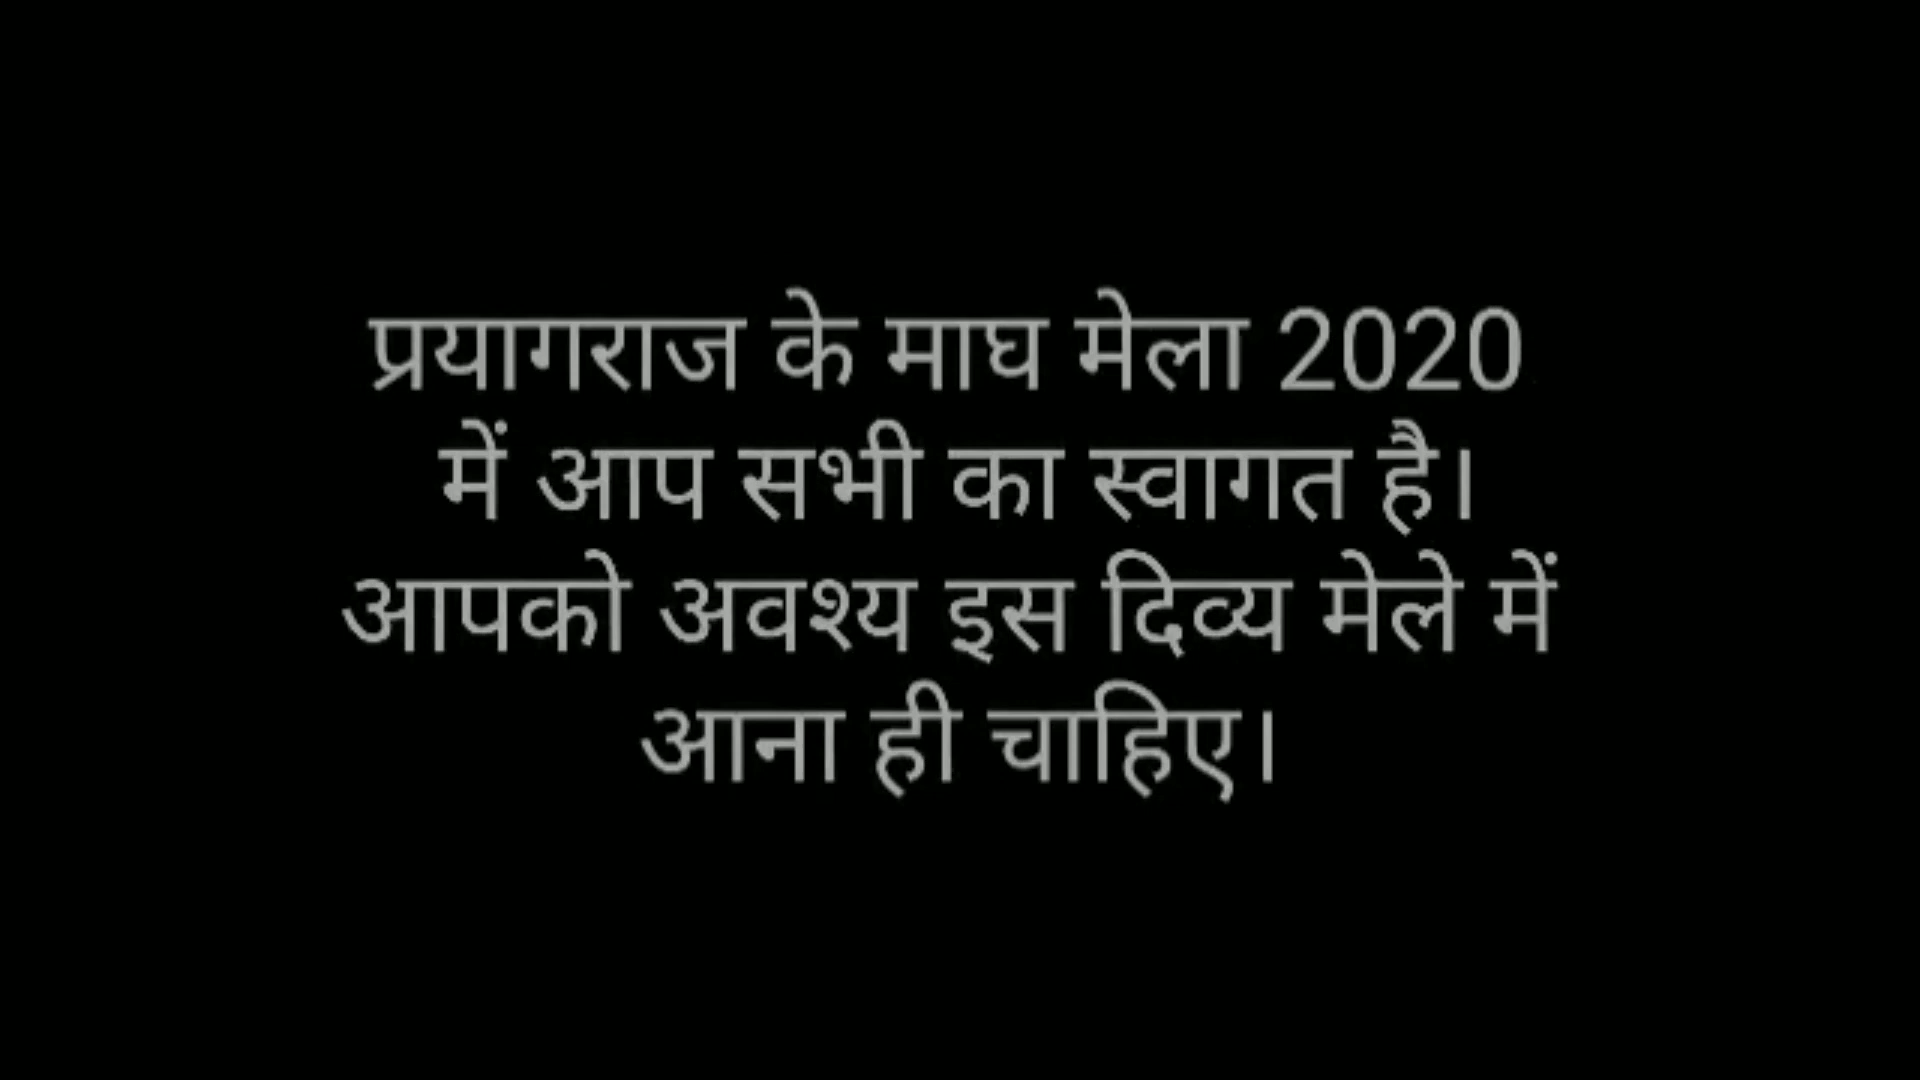 प्रयागराज के माघ मेला 2020
में आप सभी का स्वागत है।
आपको अवश्य इस दिव्य मेले में
आना ही चाहिए।